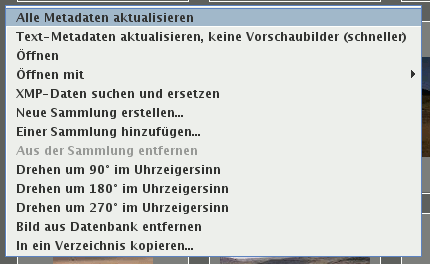 Alle Metadaten aktualisieren
Text-Metadaten aktualisieren, keine Vorschaubilder (schneller)
Öffnen
Öffnen mit
XMP-Daten suchen und ersetzen
Neue Sammlung erstellen...
Einer Sammlung hinzufügen...
Aus der Sammlung entfernen
Drehen um 90° im Uhrzeigersinn
Drehen um 180° im Uhrzeigersinn
Drehen um 270° im Uhrzeigersinn
Bild aus Datenbank entfernen
In ein Verzeichnis kopieren...